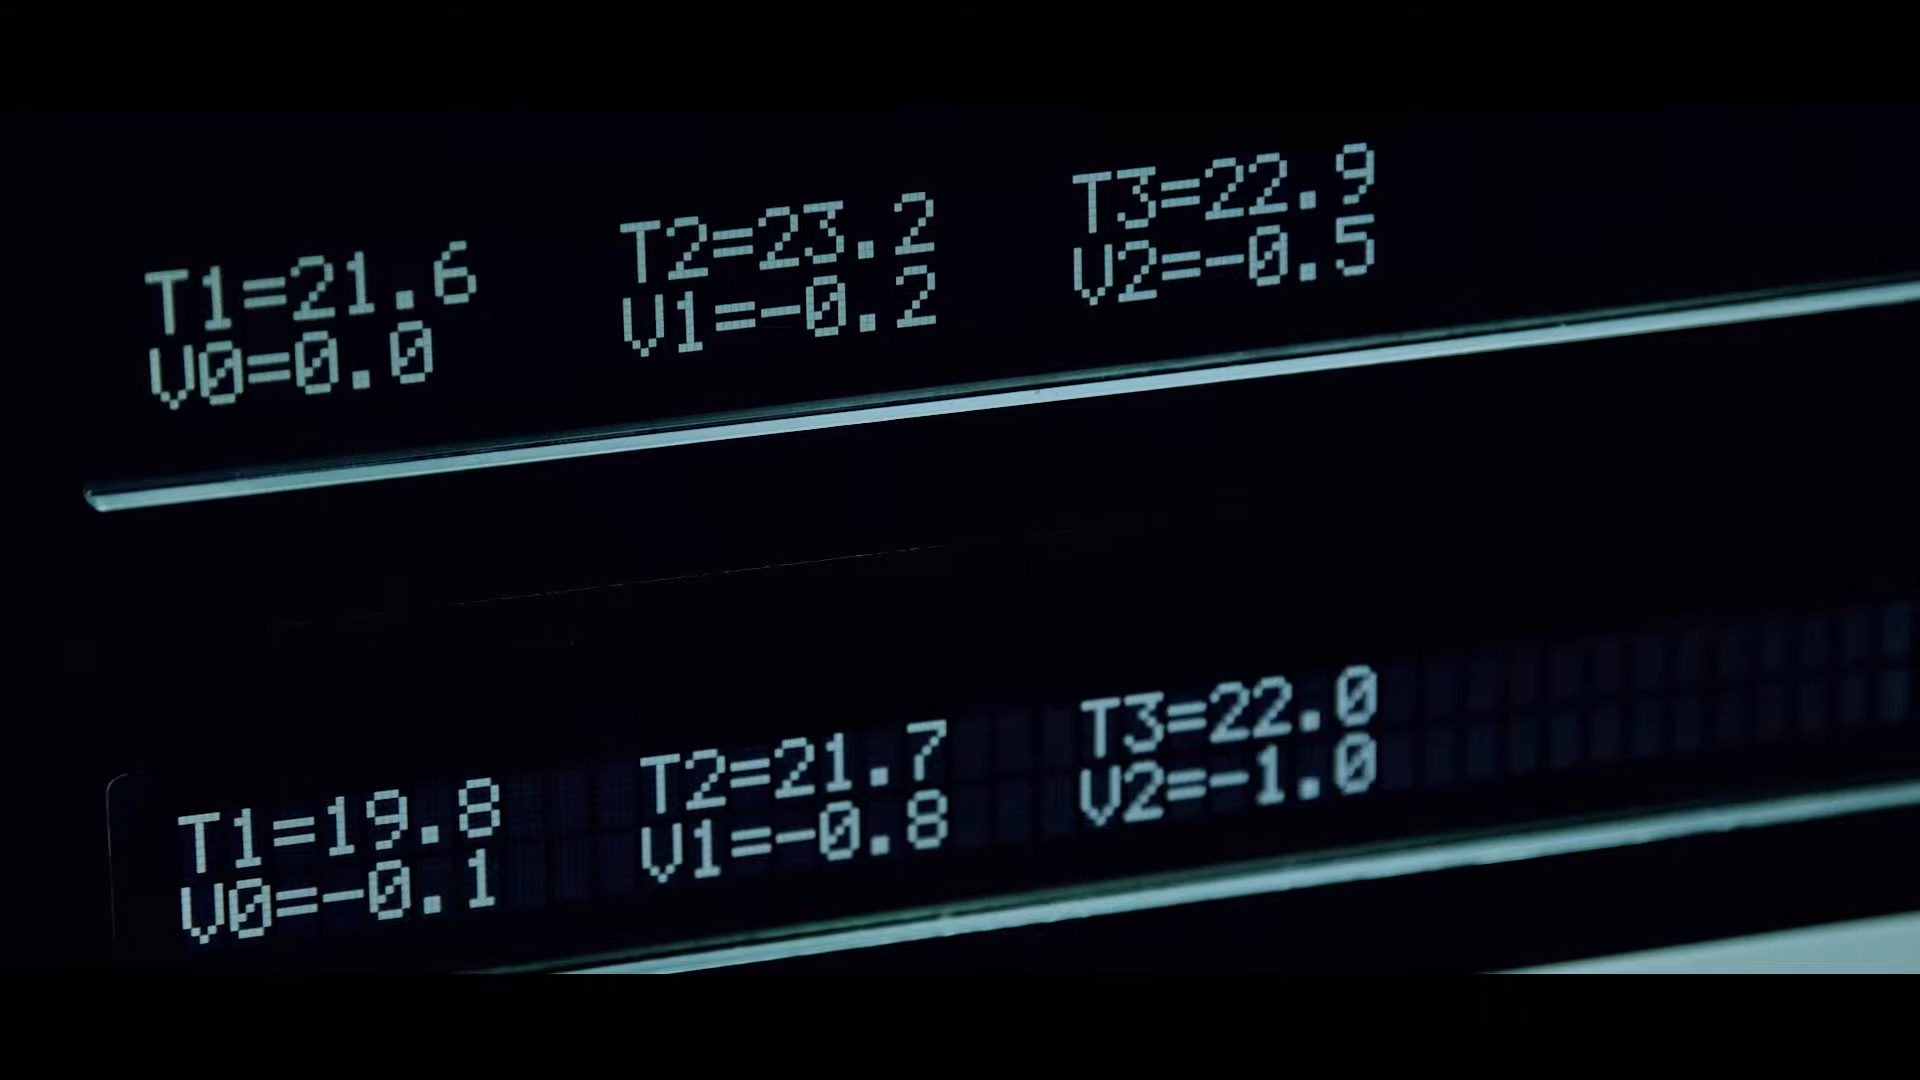 T1=21.6 T2=23.2 T3=22.9
V0=0.0 V1=-0.2 V2=-0.5
T1=19.8 T2=21.7 T3=22.0
V0=-0.1 V1=-0.8 V2=-1.0